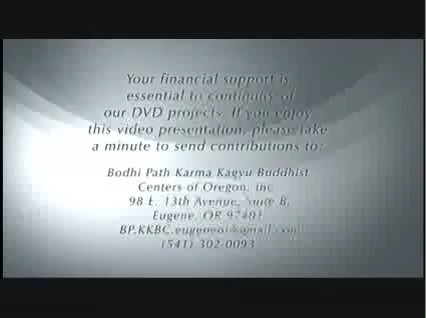 Your financial support is
essential to continuity of
our DVD projects. If you enjoy
this video presentation, please take
a minute to send contributions to:
Bodhi Path Karma Kagyu Buddhist
Centers of Oregon, inc
98 E. 13th Avenue, Suite B,
Eugene, OR 97401
(541) 302-0093